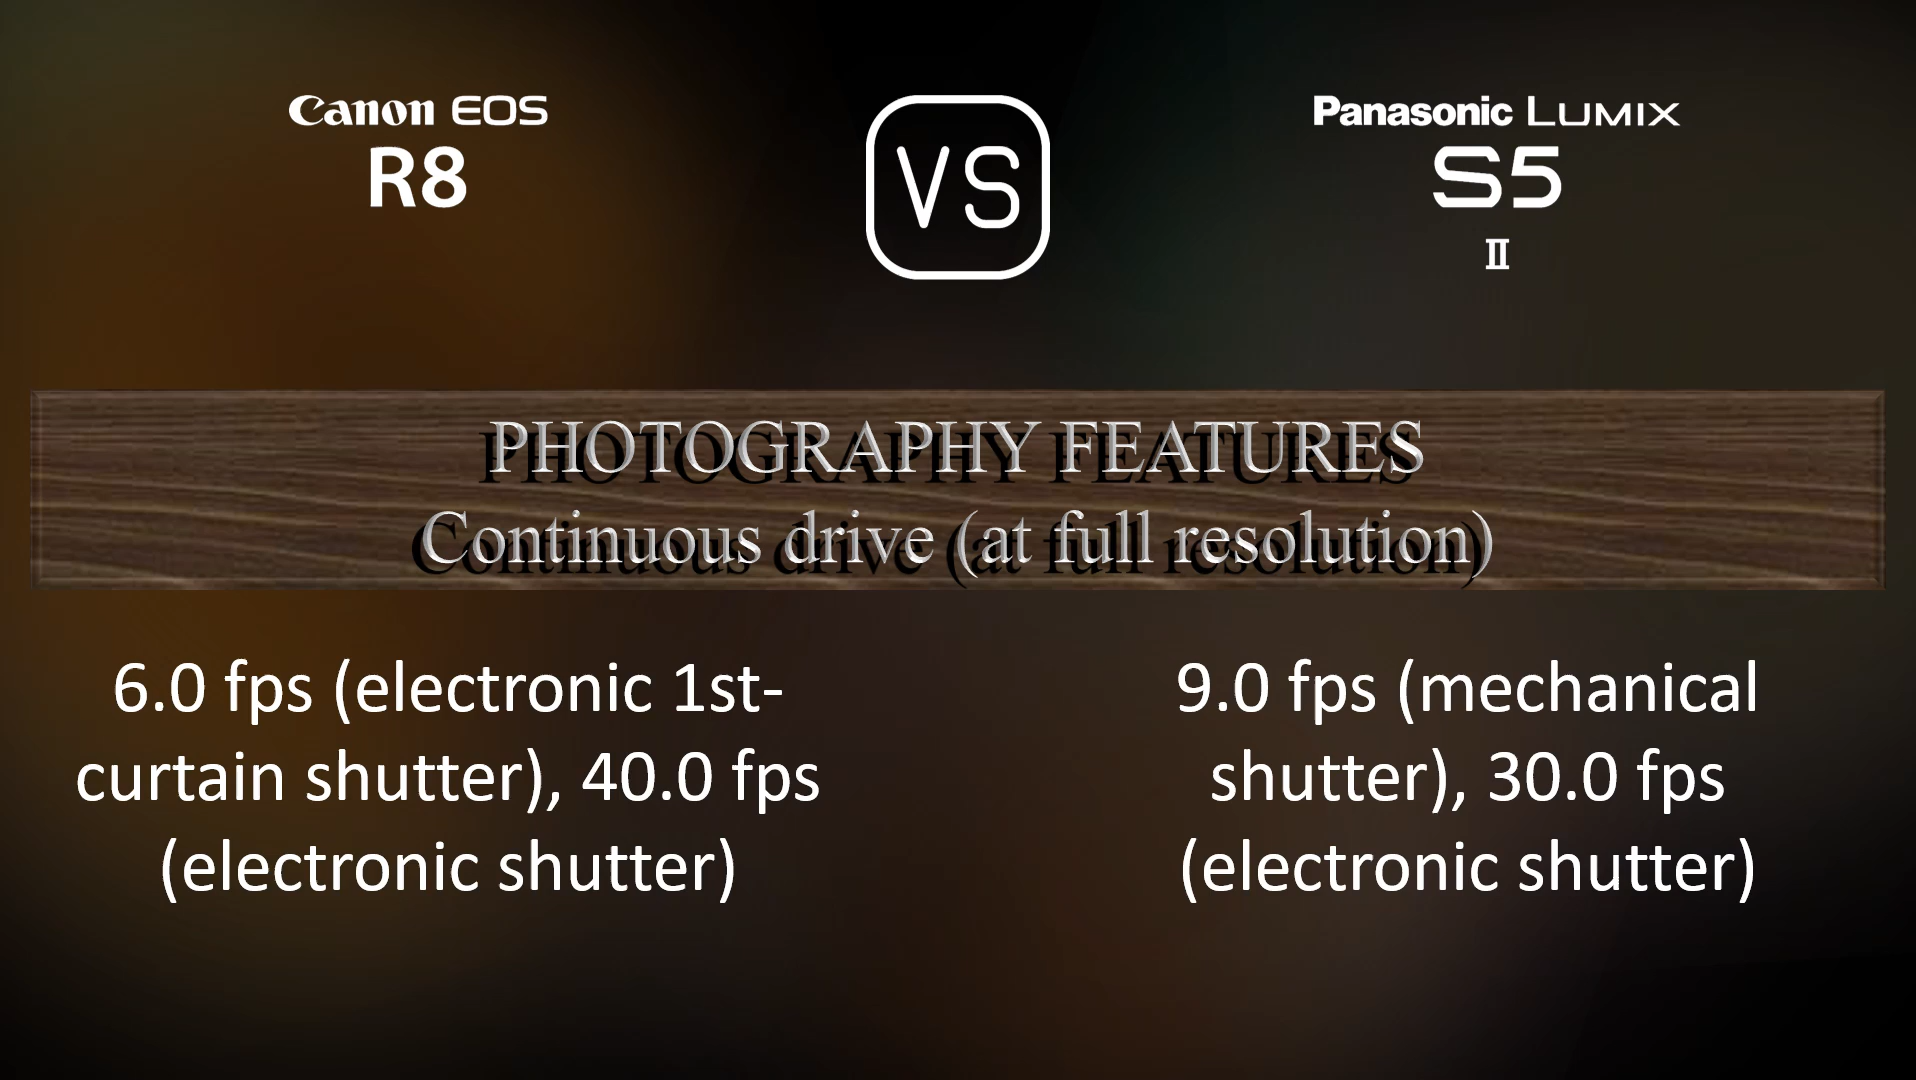 Canon EOS
R8
VS
Panasonic LUMIX
S5
II
PHOTOGRAPHY FEATURES
Continuous drive (at full resolution)
6.0 fps (electronic 1st-
curtain shutter), 40.0 fps
(electronic shutter)
9.0 fps (mechanical
shutter), 30.0 fps
(electronic shutter)